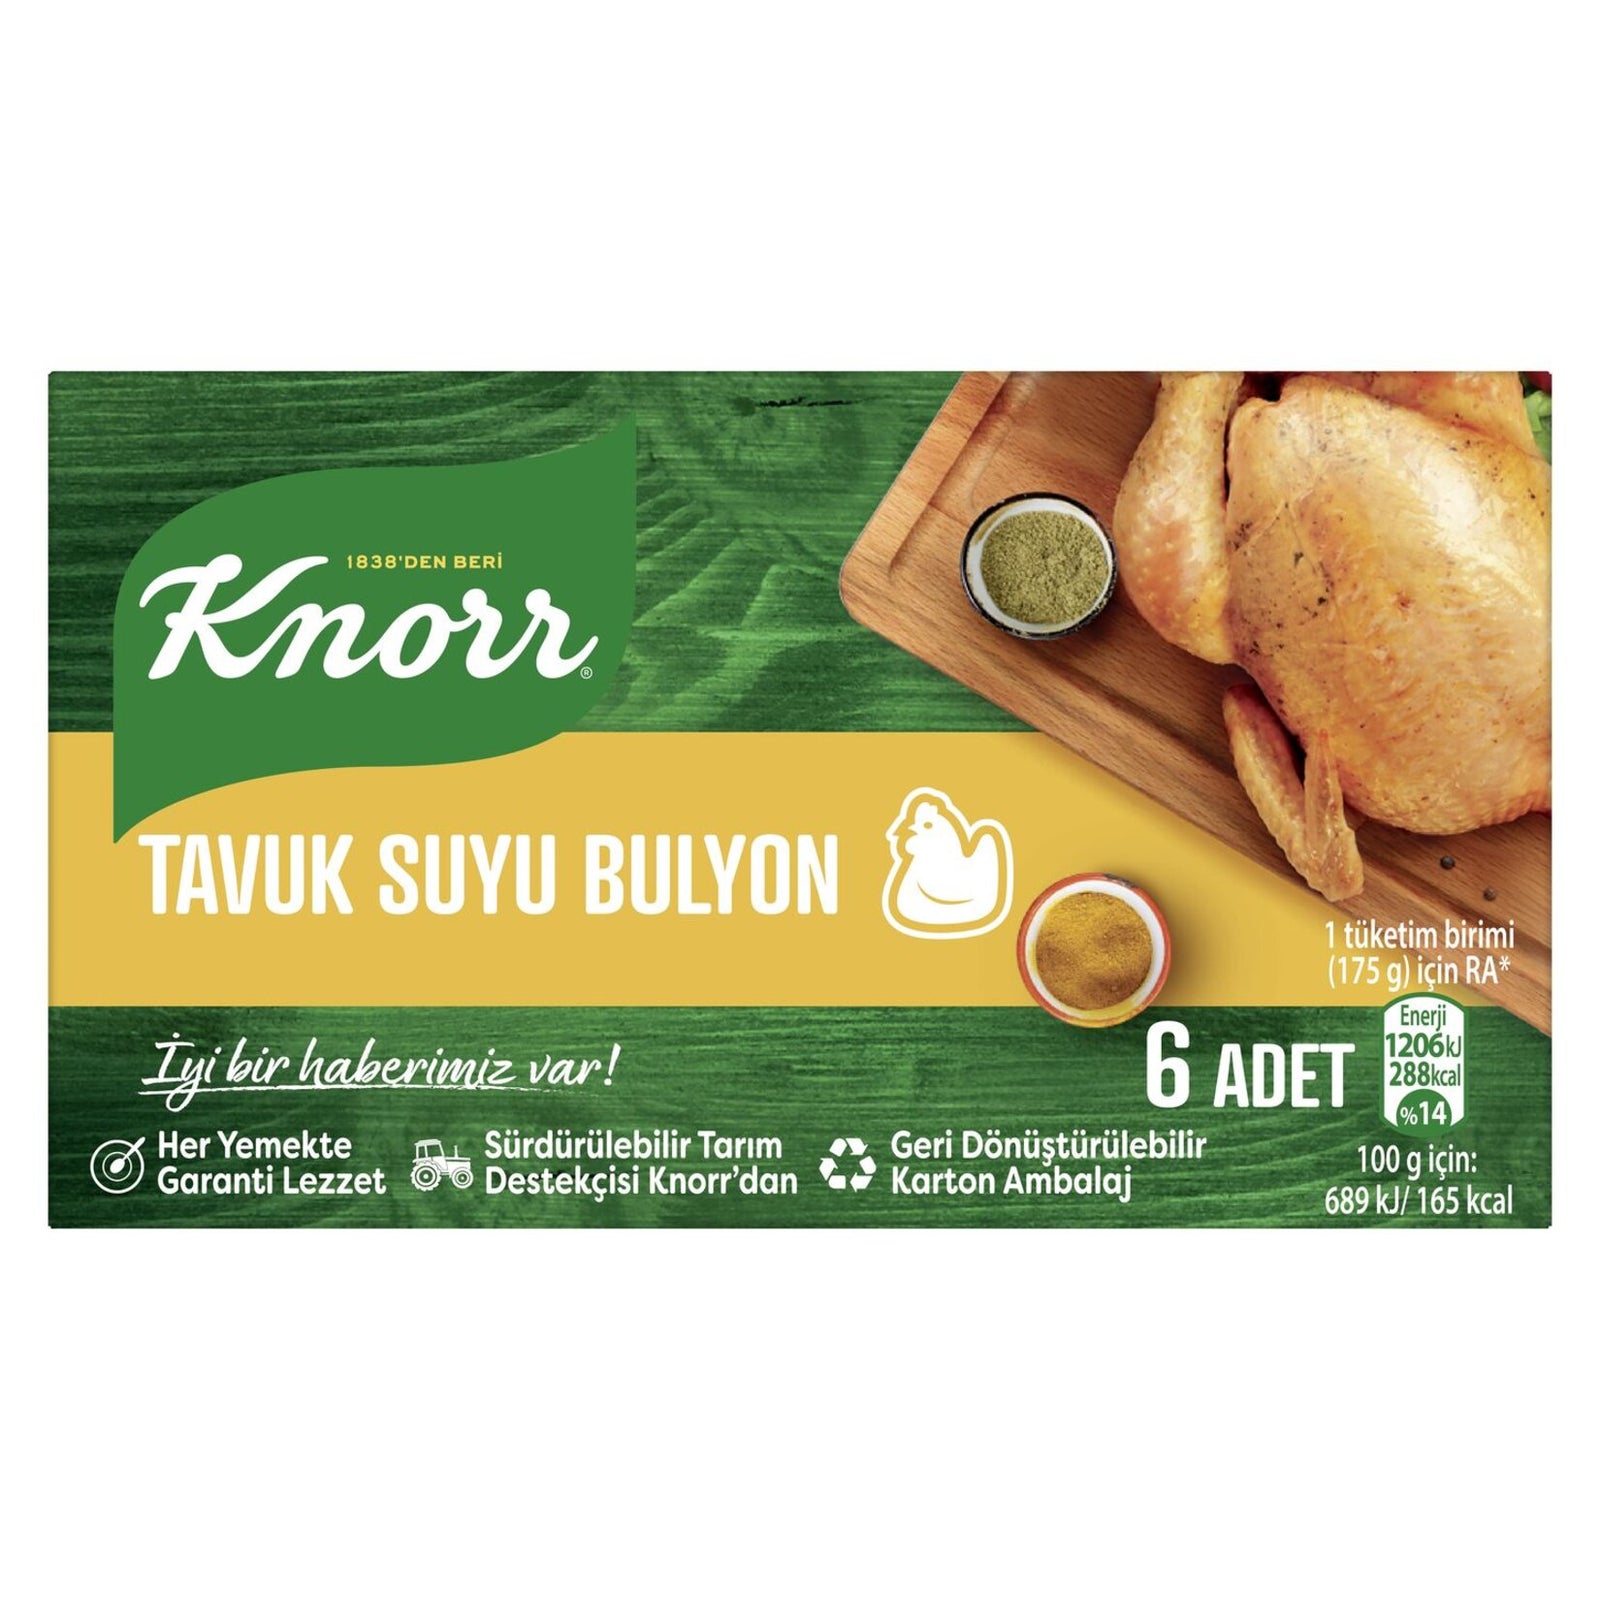 1838'DEN BERİ
Knorr®
TAVUK SUYU BULYON
İyi bir haberimiz var!
Her Yemekte
Garanti Lezzet
Sürdürülebilir Tarım
Destekçisi Knorr'dan
Geri Dönüştürülebilir
Karton Ambalaj
6 ADET
1 tüketim birimi
(175 g) için RA*
Enerji
1206kJ
288kcal
%14
100 g için:
689 kJ/ 165 kcal